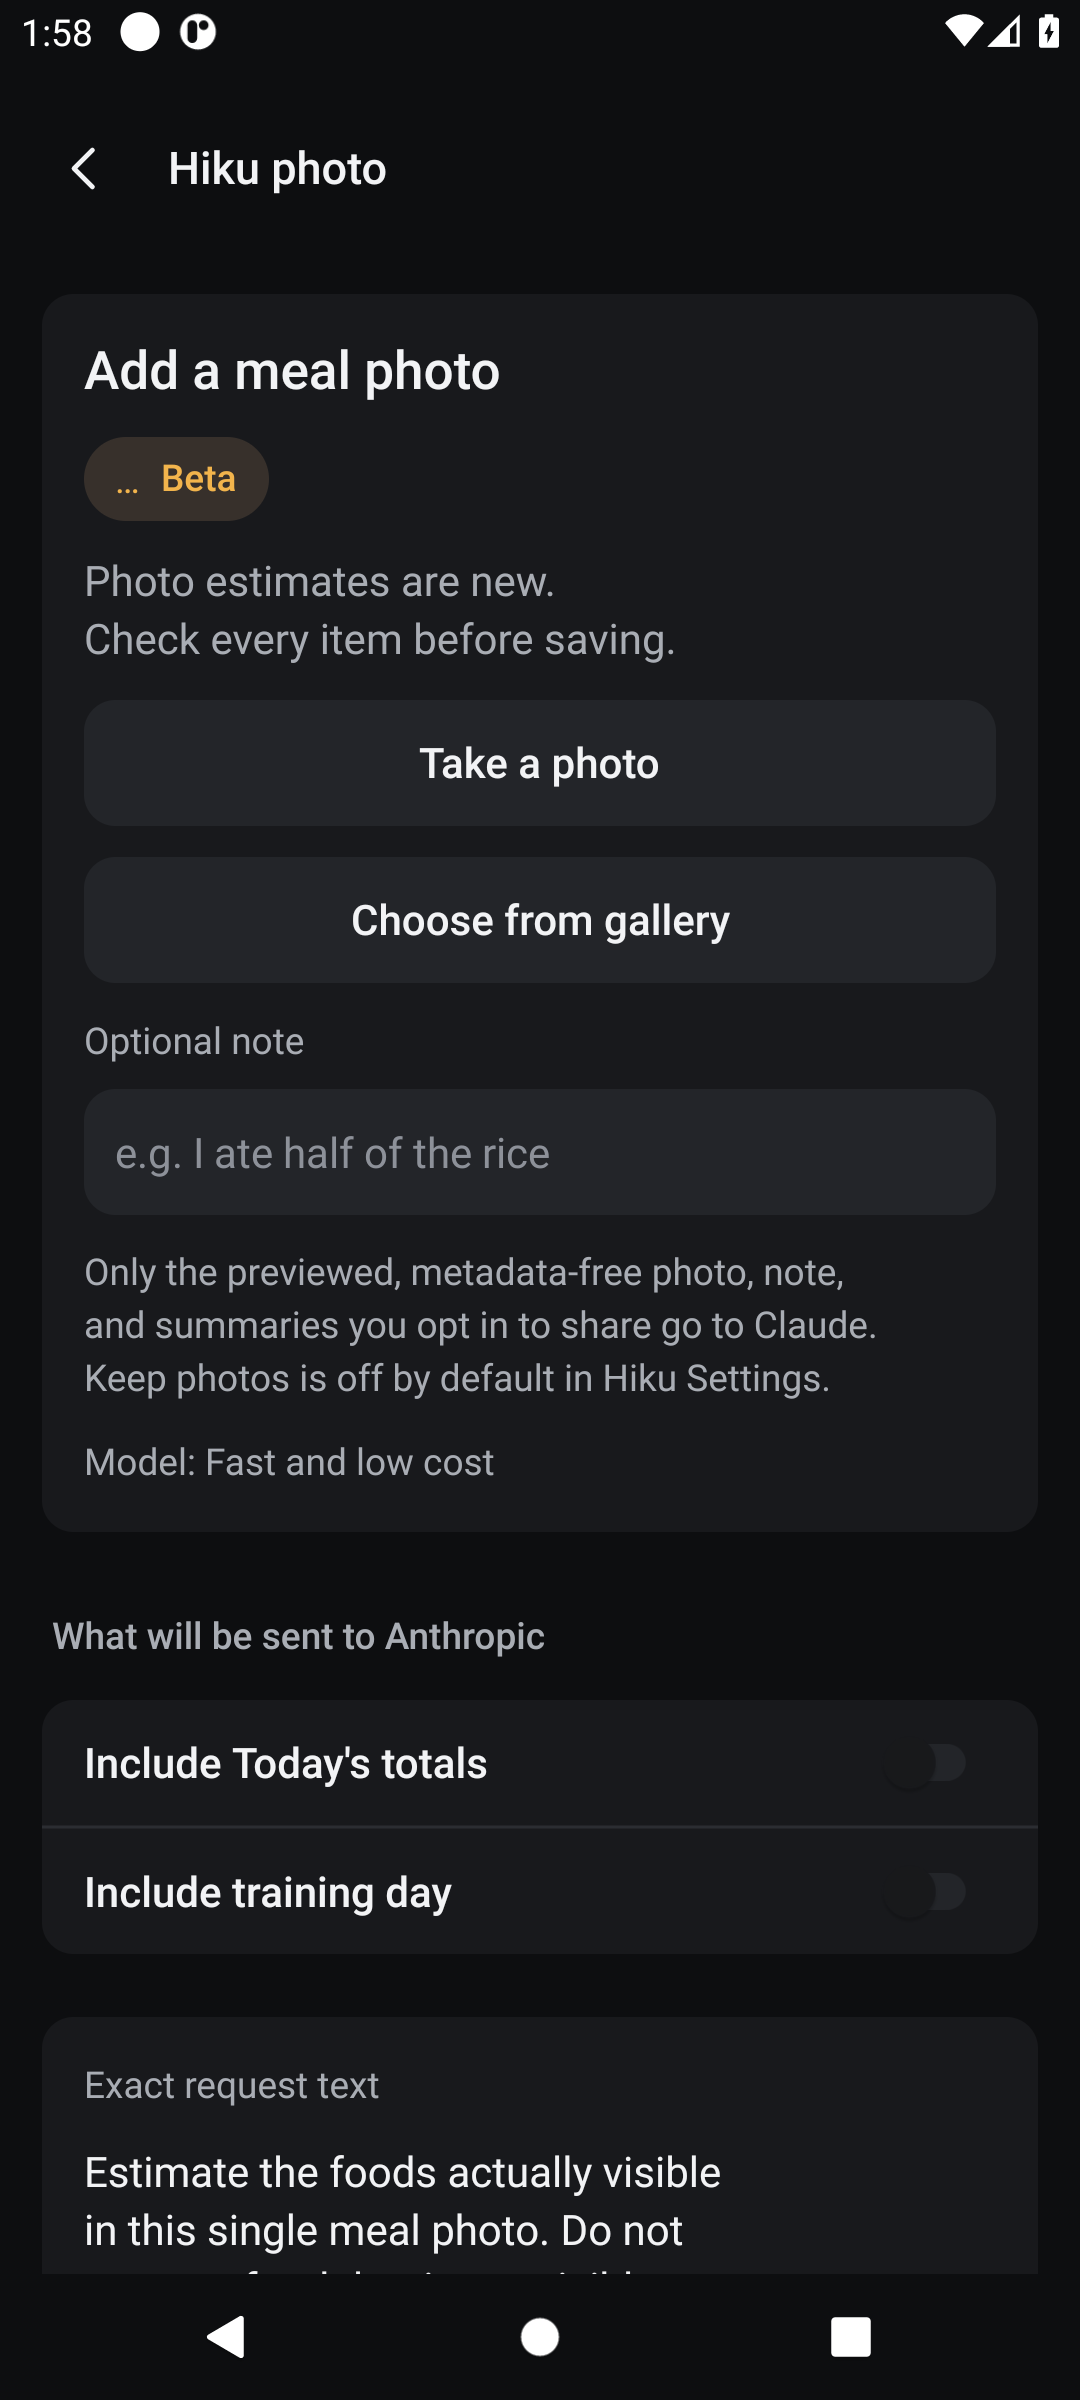 1:58
Hiku photo
Add a meal photo
... Beta
Photo estimates are new.
Check every item before saving.
Take a photo
Choose from gallery
Optional note
e.g. I ate half of the rice
Only the previewed, metadata-free photo, note,
and summaries you opt in to share go to Claude.
Keep photos is off by default in Hiku Settings.
Model: Fast and low cost
What will be sent to Anthropic
Include Today's totals
Include training day
Exact request text
Estimate the foods actually visible
in this single meal photo. Do not